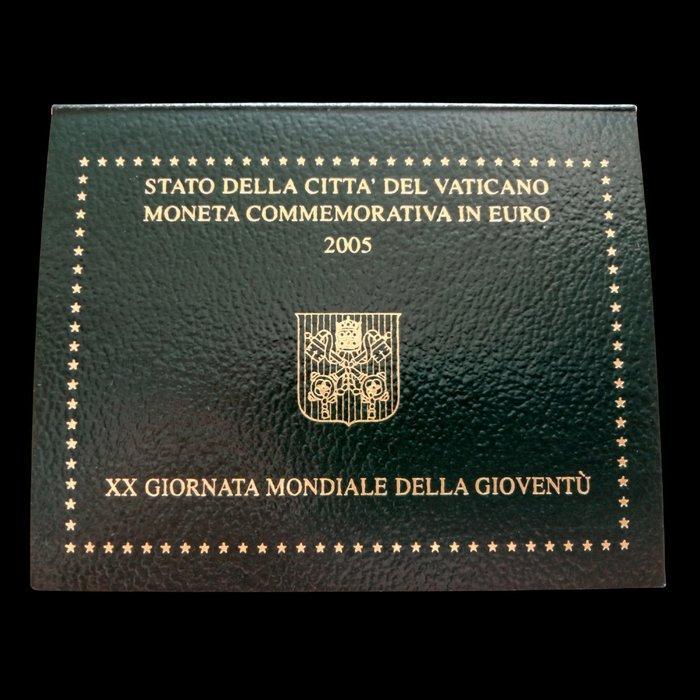 STATO DELLA CITTA' DEL VATICANO
MONETA COMMEMORATIVA IN EURO
2005
XX GIORNATA MONDIALE DELLA GIOVENTÙ